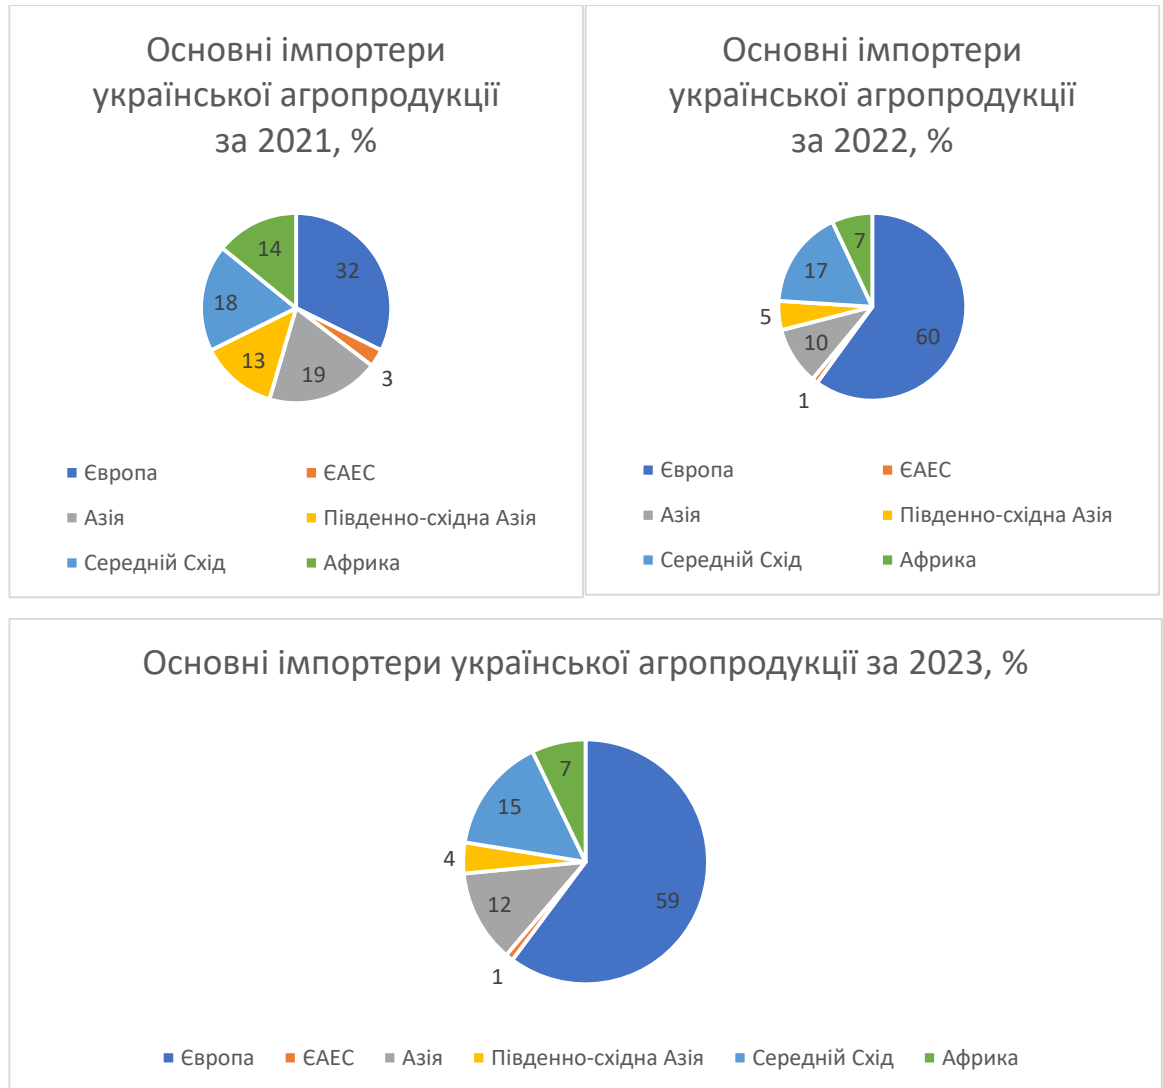 Основні імпортери
української агропродукції
за 2021, %
14
32
18
13
19
3
Європа
ЄАЕС
Азія
Південно-східна Азія
Середній Схід
Африка
Основні імпортери
української агропродукції
за 2022, %
7
17
5
10
60
1
Європа
ЄАЕС
Азія
Південно-східна Азія
Середній Схід
Африка
Основні імпортери української агропродукції за 2023, %
7
15
4
12
59
1
Європа ЄАЕС Азія Південно-східна Азія Середній Схід Африка